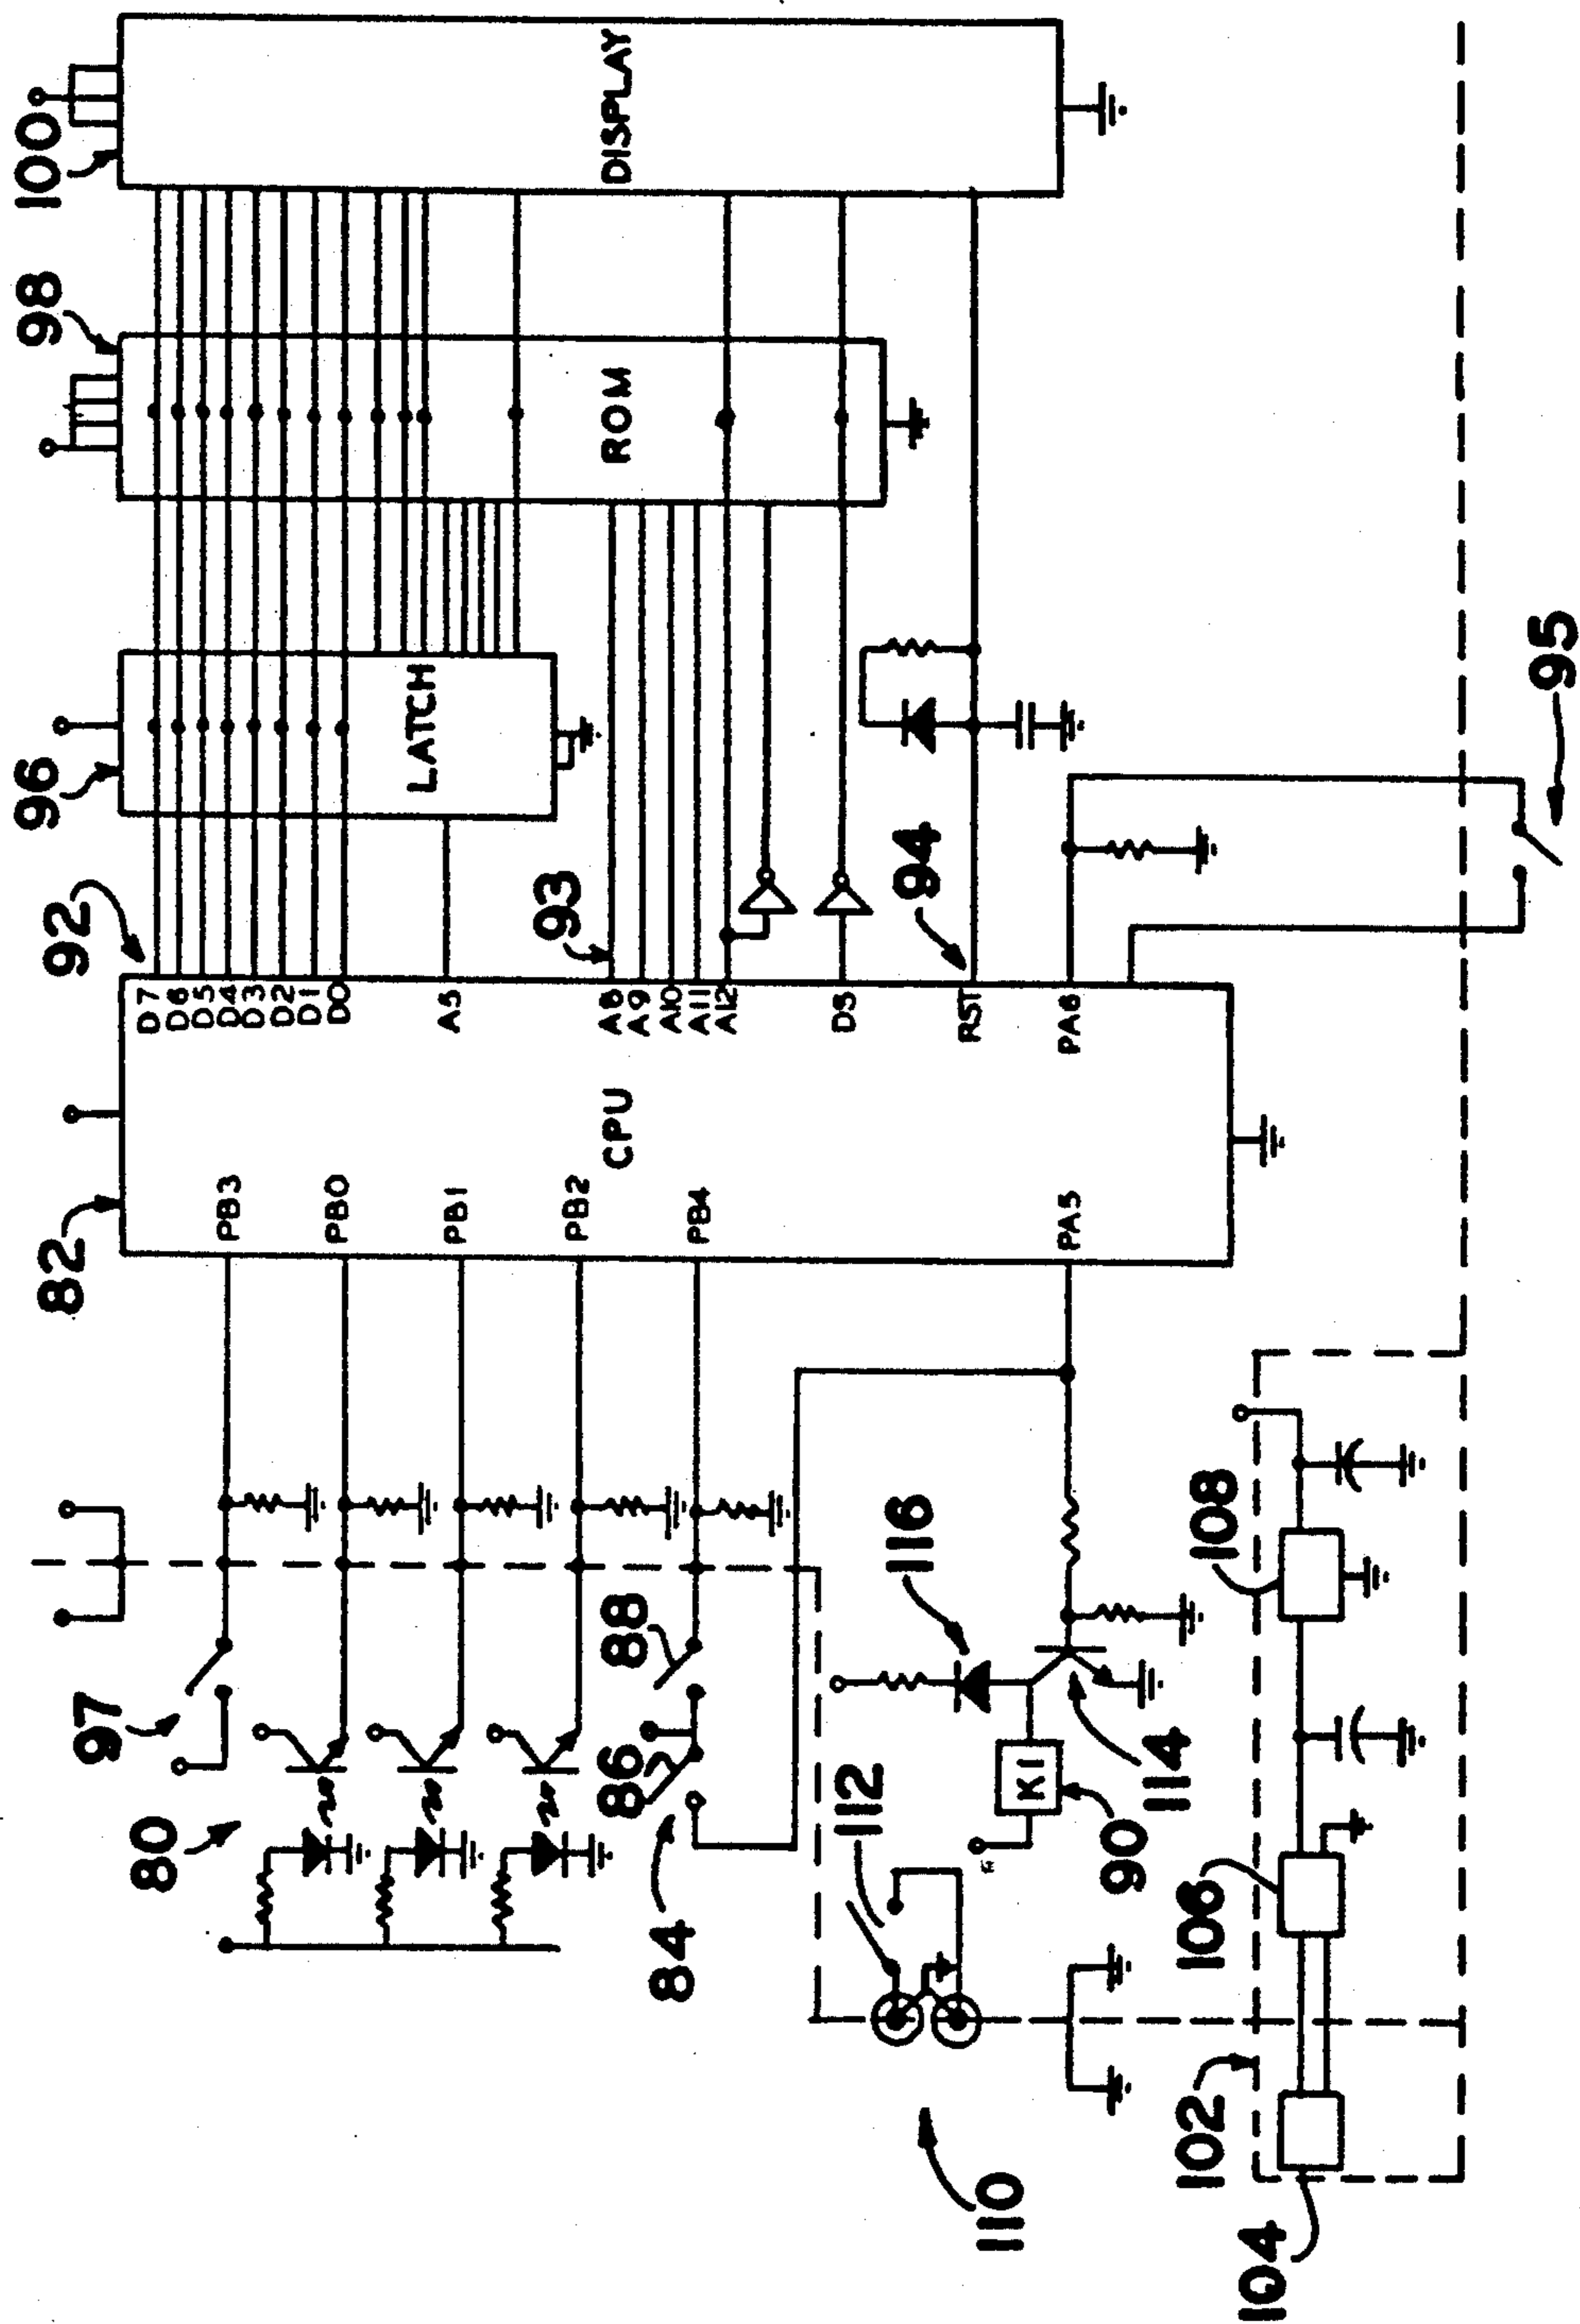 100
DISPLAY
98
ROM
96
LATCH
92
93
94
95
D7
D6
D5
D4
D3
D2
D1
D0
A5
A8
A9
A10
A11
A12
DS
RST
PA6
82
CPU
PB3
PB0
PB1
PB2
PB4
PA5
97
80
88
86
84
116
112
K1
90
114
108
106
102
104
110